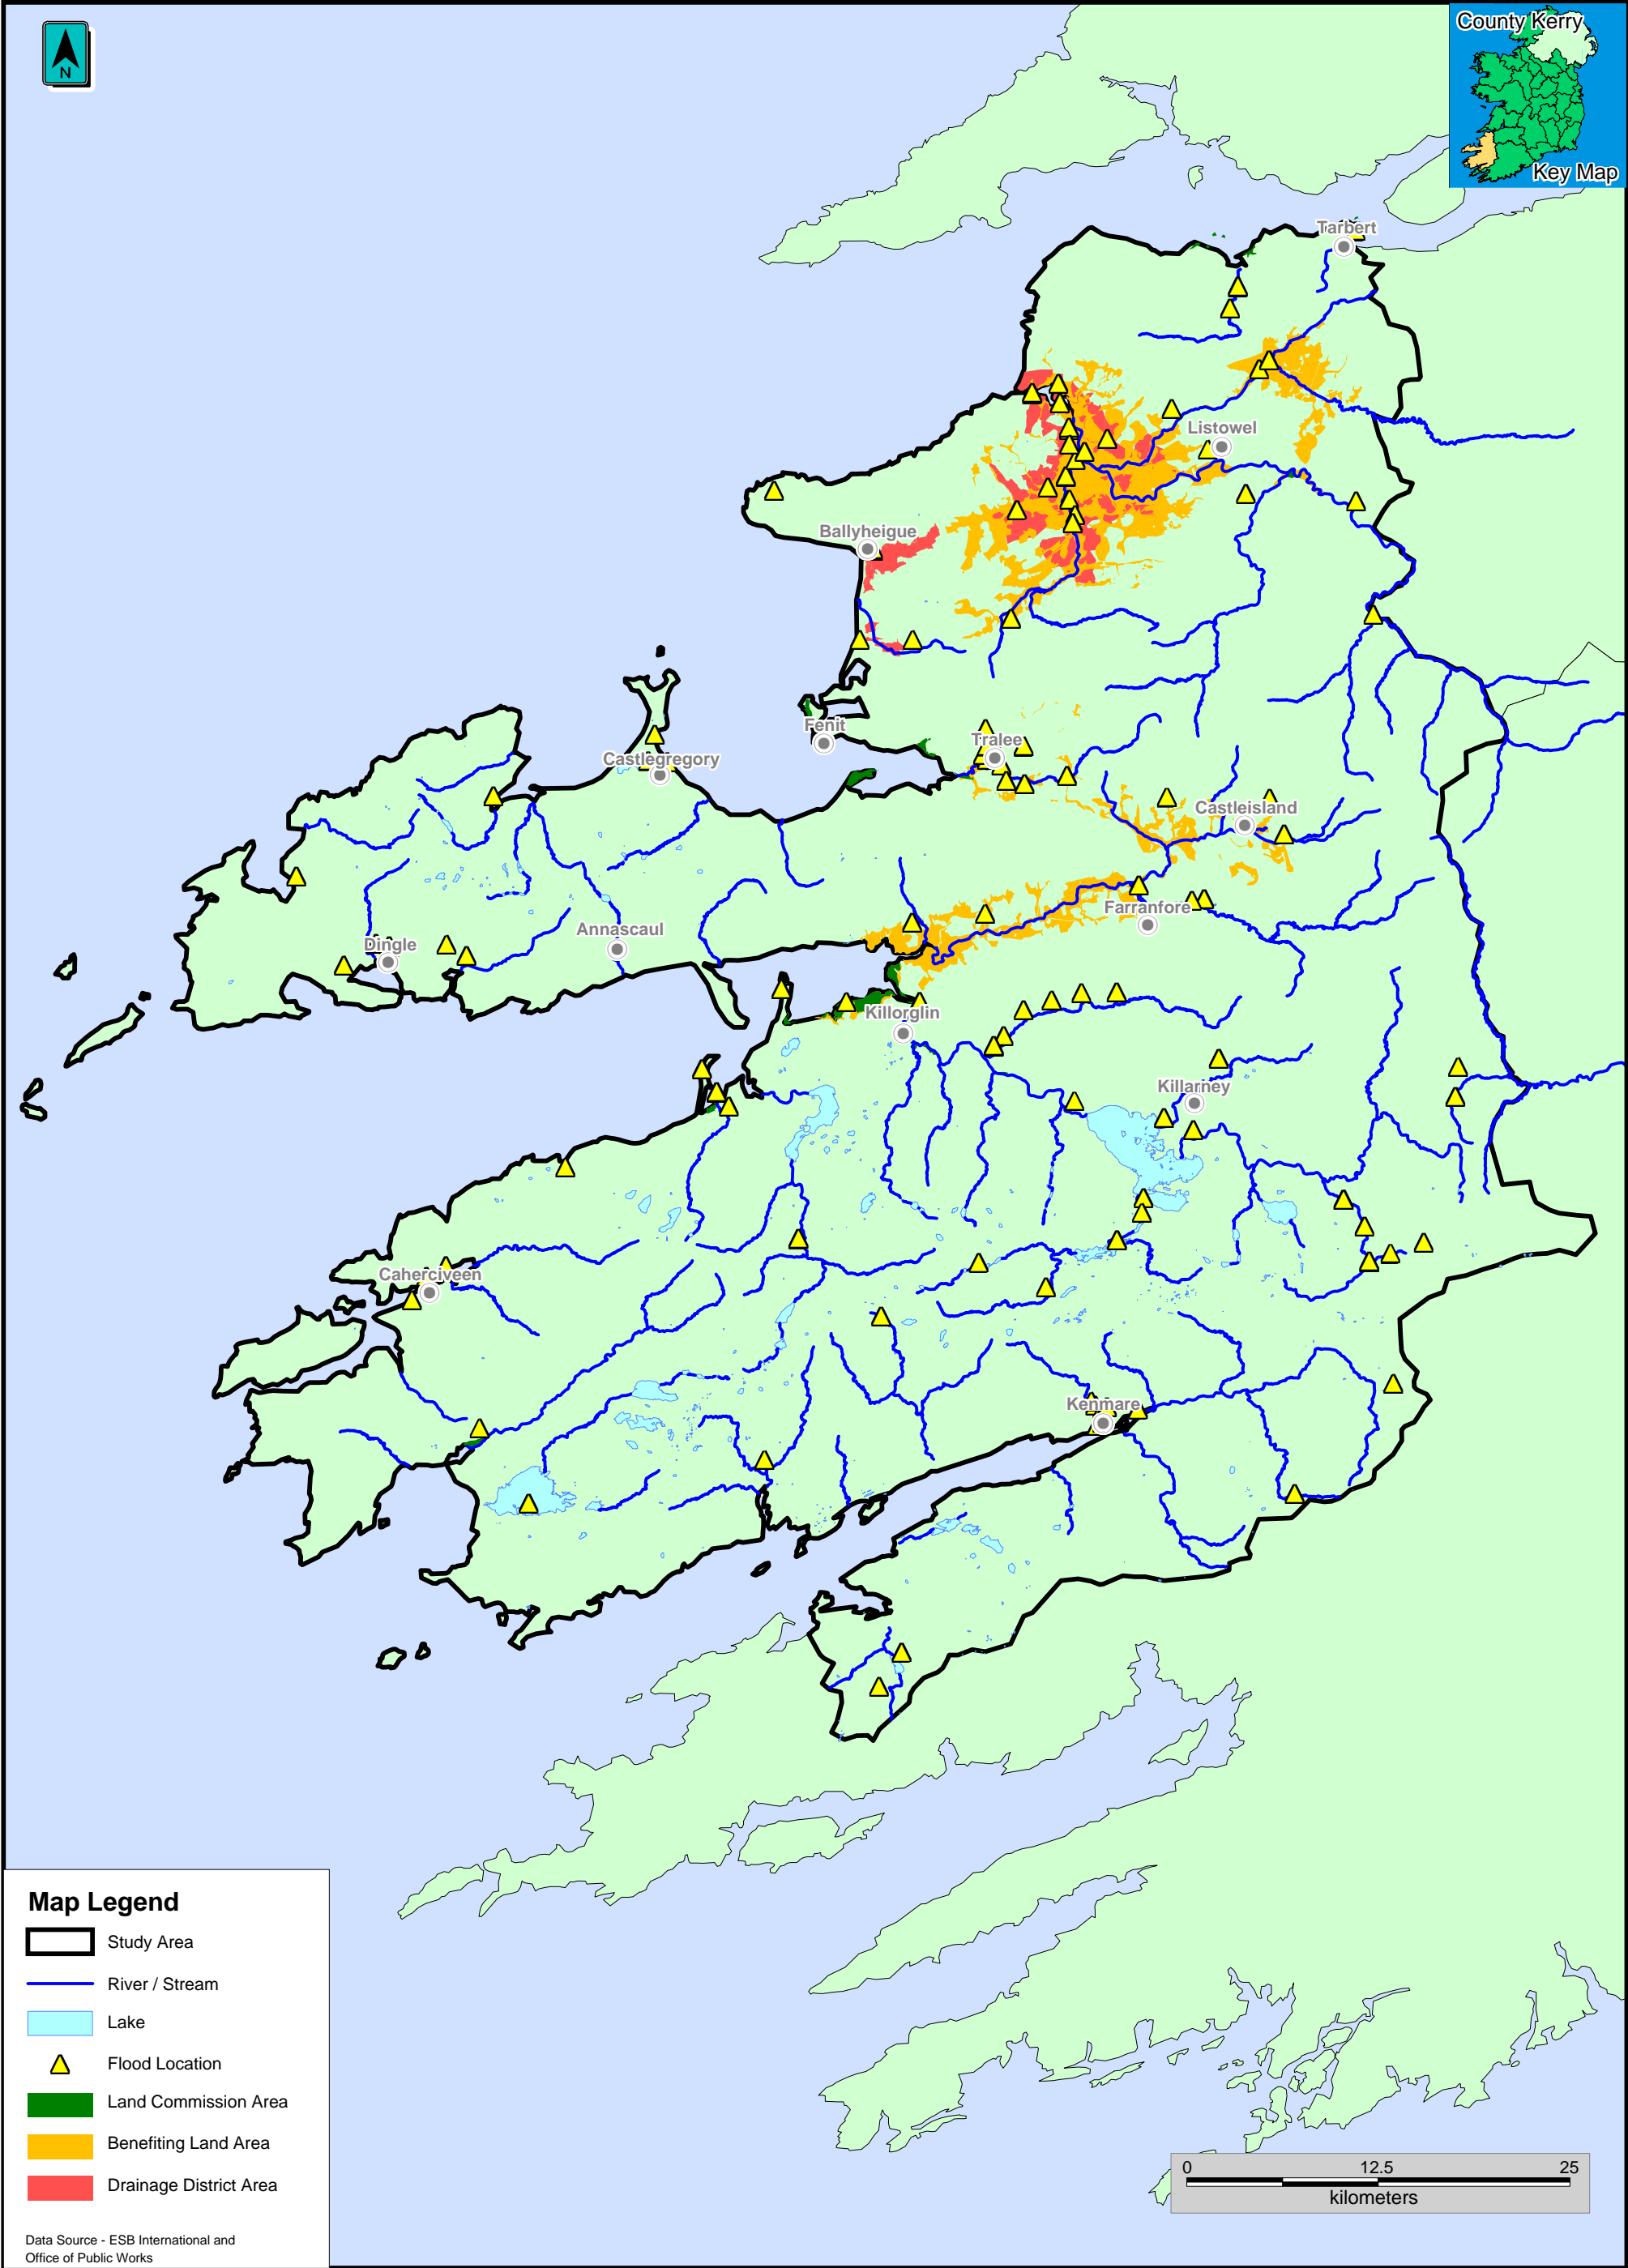 N
County Kerry
Key Map
Tarbert
Listowel
Ballyheigue
Fenit
Tralee
Castlegregory
Castleisland
Farranfore
Annascaul
Dingle
Killorglin
Killarney
Caherciveen
Kenmare
Map Legend
Study Area
River / Stream
Lake
Flood Location
Land Commission Area
Benefiting Land Area
Drainage District Area
Data Source - ESB International and
Office of Public Works
0 12.5 25
kilometers